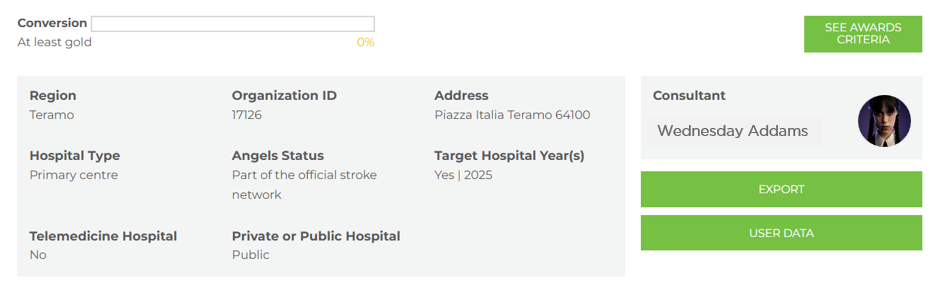 Conversion
At least gold
0%
SEE AWARDS
CRITERIA
Region
Teramo
Organization ID
17126
Address
Piazza Italia Teramo 64100
Consultant
Wednesday Addams
Hospital Type
Primary centre
Angels Status
Part of the official stroke
network
Target Hospital Year(s)
Yes | 2025
EXPORT
Telemedicine Hospital
No
Private or Public Hospital
Public
USER DATA